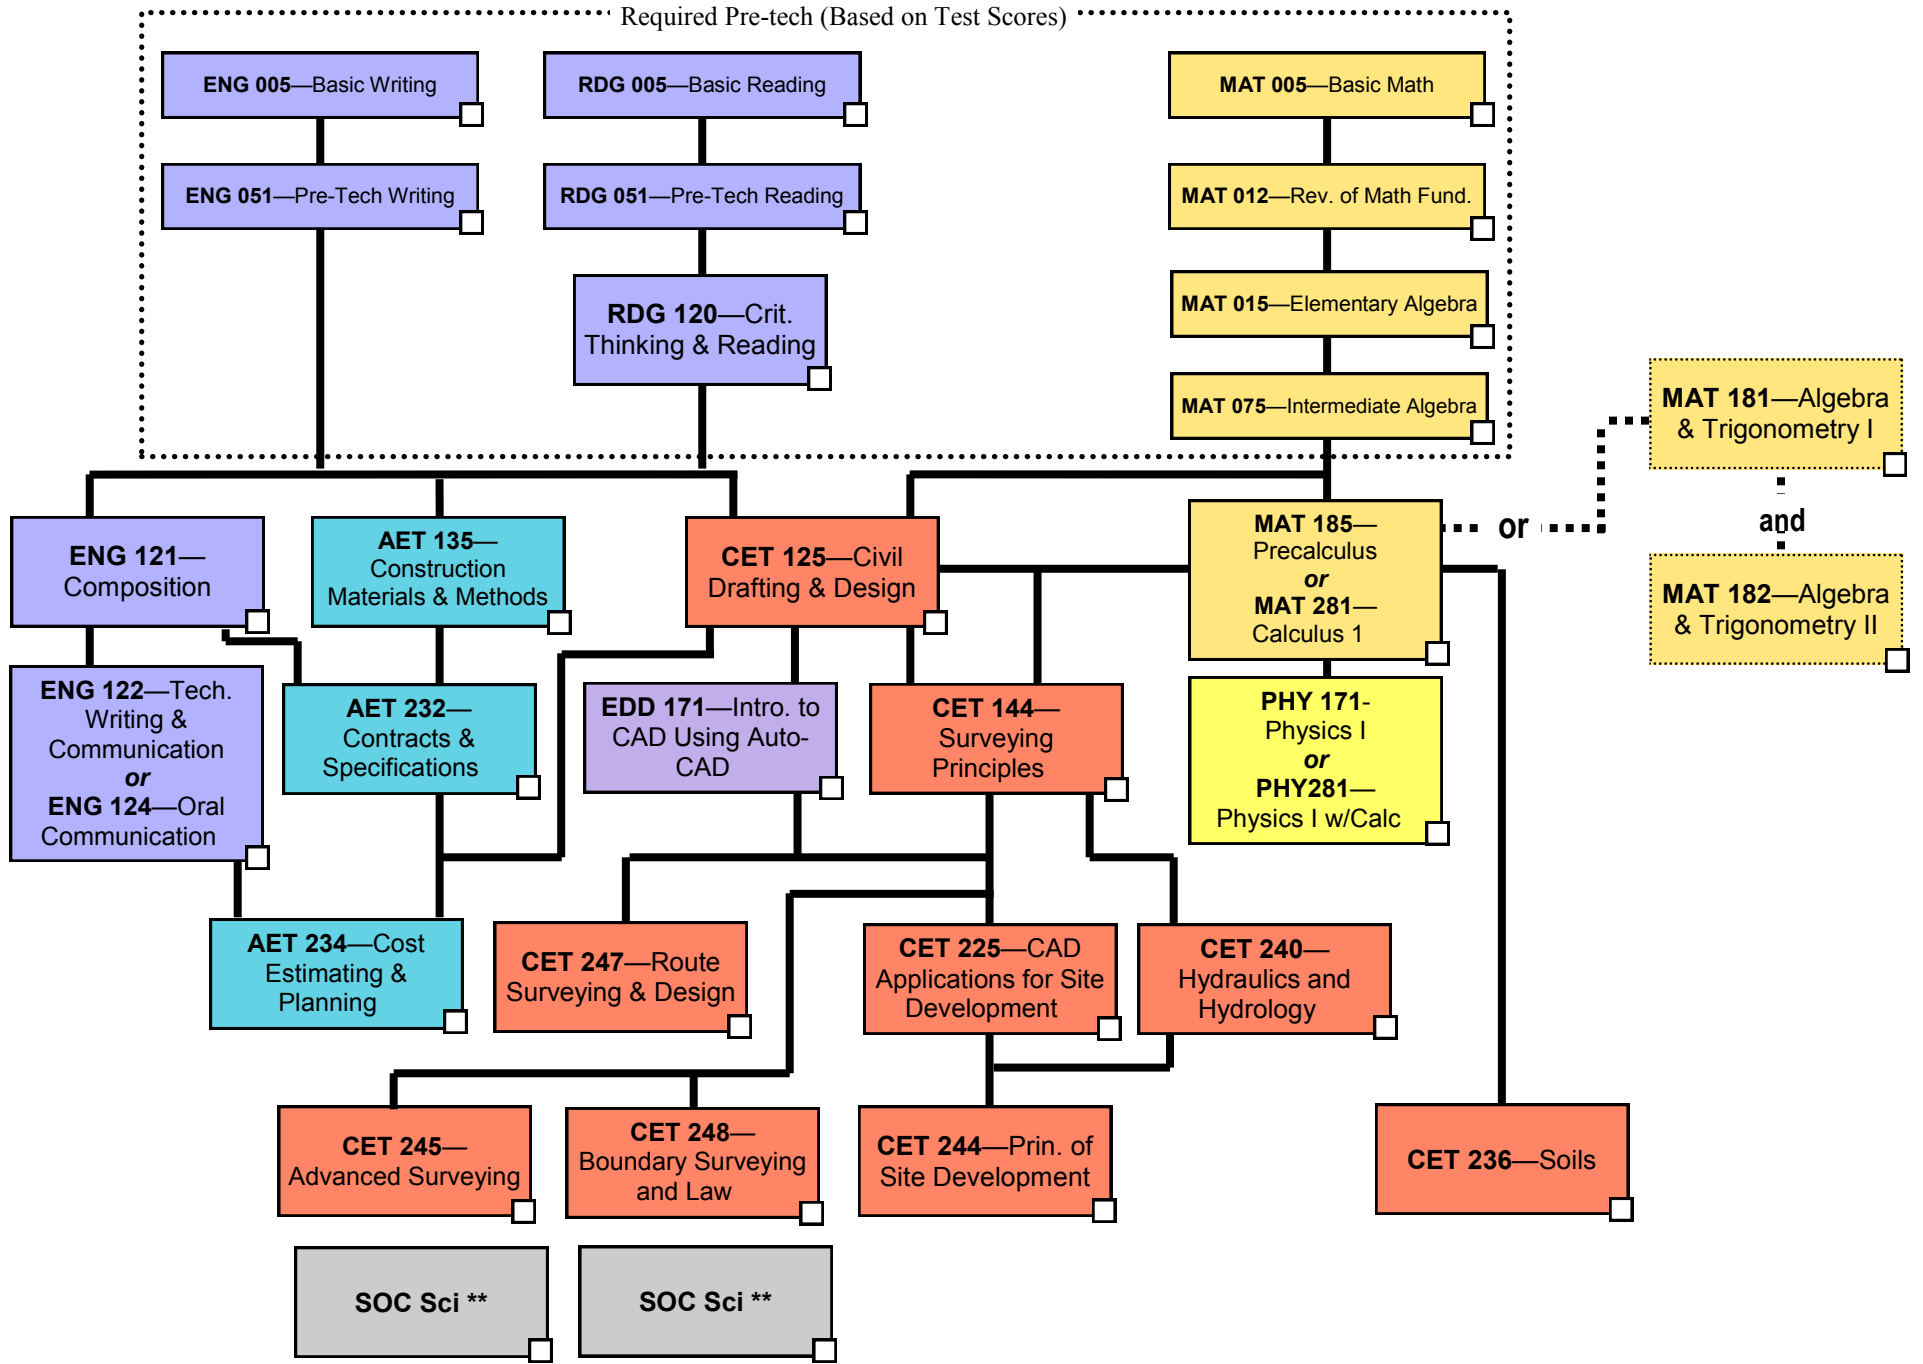 Required Pre-tech (Based on Test Scores)
ENG 005—Basic Writing
RDG 005—Basic Reading
MAT 005—Basic Math
ENG 051—Pre-Tech Writing
RDG 051—Pre-Tech Reading
MAT 012—Rev. of Math Fund.
RDG 120—Crit.
Thinking & Reading
MAT 015—Elementary Algebra
MAT 075—Intermediate Algebra
MAT 181—Algebra
& Trigonometry I
or
and
MAT 182—Algebra
& Trigonometry II
ENG 121—
Composition
AET 135—
Construction
Materials & Methods
CET 125—Civil
Drafting & Design
MAT 185—
Precalculus
or
MAT 281—
Calculus 1
ENG 122—Tech.
Writing &
Communication
or
ENG 124—Oral
Communication
AET 232—
Contracts &
Specifications
EDD 171—Intro. to
CAD Using Auto-
CAD
CET 144—
Surveying
Principles
PHY 171-
Physics I
or
PHY281—
Physics I w/Calc
AET 234—Cost
Estimating &
Planning
CET 247—Route
Surveying & Design
CET 225—CAD
Applications for Site
Development
CET 240—
Hydraulics and
Hydrology
CET 245—
Advanced Surveying
CET 248—
Boundary Surveying
and Law
CET 244—Prin. of
Site Development
CET 236—Soils
SOC Sci **
SOC Sci **